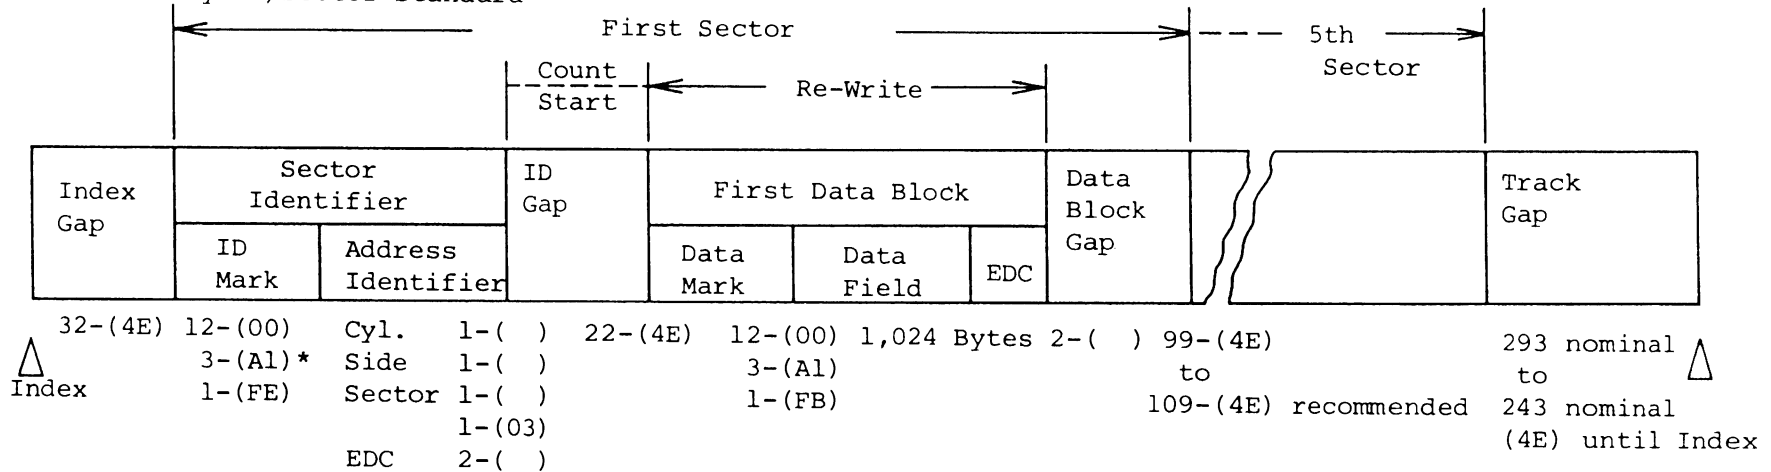 Standard
First Sector
5th Sector
Count Start
Re-Write
Index Gap
Sector Identifier
ID Mark
Address Identifier
ID Gap
First Data Block
Data Mark
Data Field
EDC
Data Block Gap
Track Gap
Index
32-(4E)
12-(00)
3-(A1)*
1-(FE)
Cyl. 1-( )
Side 1-( )
Sector 1-( )
1-(03)
EDC 2-( )
22-(4E)
12-(00)
3-(A1)
1-(FB)
1,024 Bytes
2-( )
99-(4E)
to
109-(4E) recommended
293 nominal
to
243 nominal
(4E) until Index